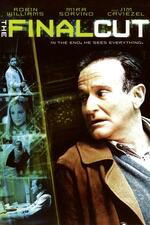 ROBIN WILLIAMS MIRA SORVINO JIM CAVIEZEL
THE FINAL CUT
IN THE END, HE SEES EVERYTHING.